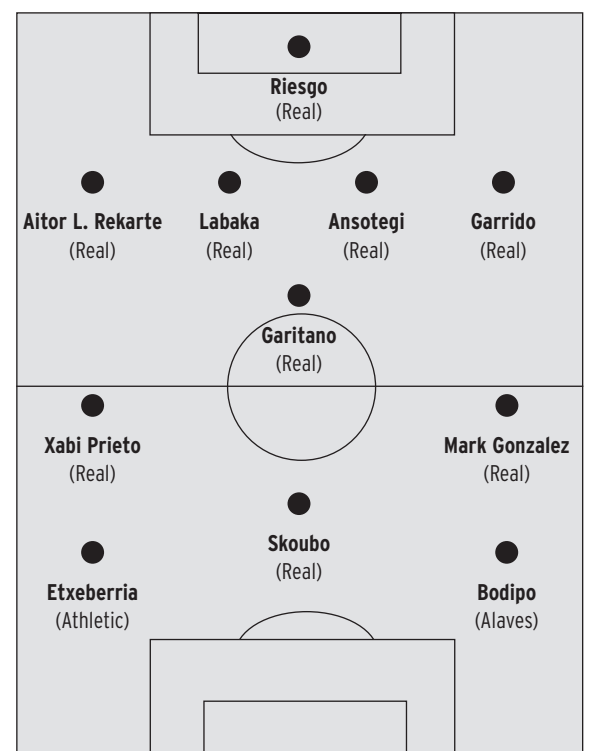 Riesgo
(Real)
Aitor L. Rekarte
(Real)
Labaka
(Real)
Ansotegi
(Real)
Garrido
(Real)
Garitano
(Real)
Xabi Prieto
(Real)
Mark Gonzalez
(Real)
Skoubo
(Real)
Etxeberria
(Athletic)
Bodipo
(Alaves)